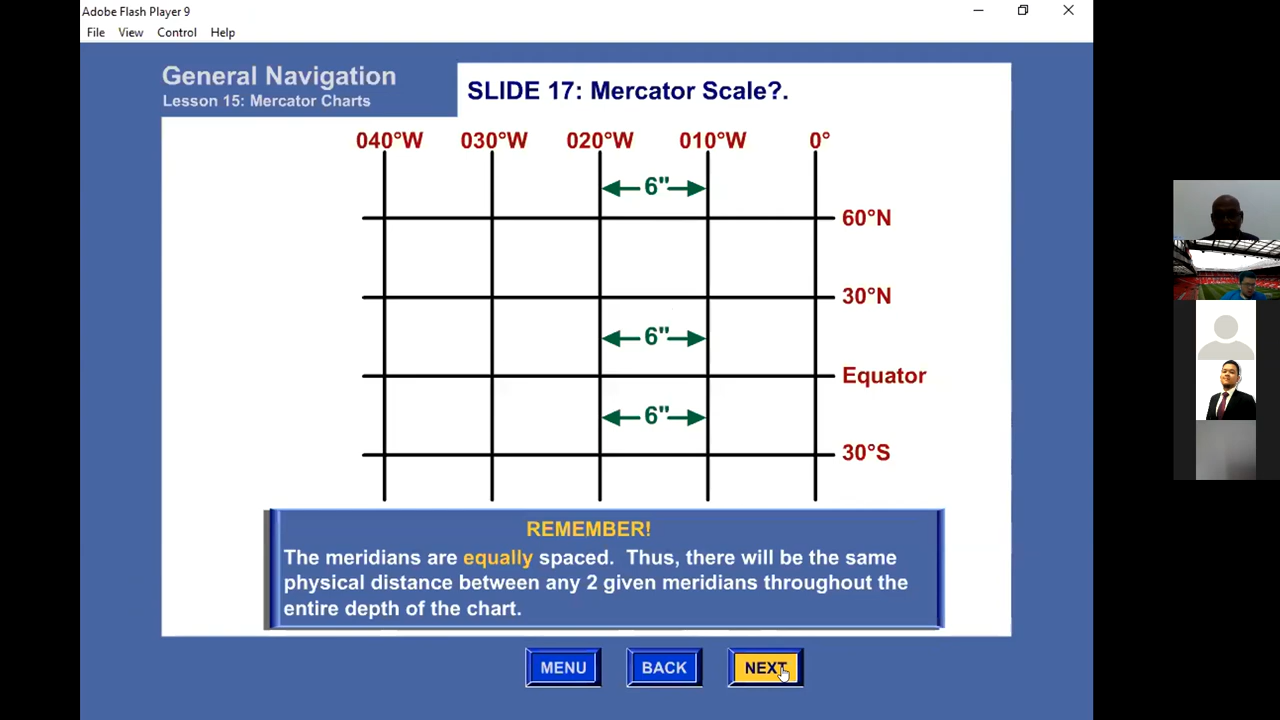 Adobe Flash Player 9
File View Control Help
General Navigation
Lesson 15: Mercator Charts
SLIDE 17: Mercator Scale?.
040°W 030°W 020°W 010°W 0°
6"
60°N
30°N
6"
Equator
6"
30°S
REMEMBER!
The meridians are equally spaced. Thus, there will be the same
physical distance between any 2 given meridians throughout the
entire depth of the chart.
MENU BACK NEXT